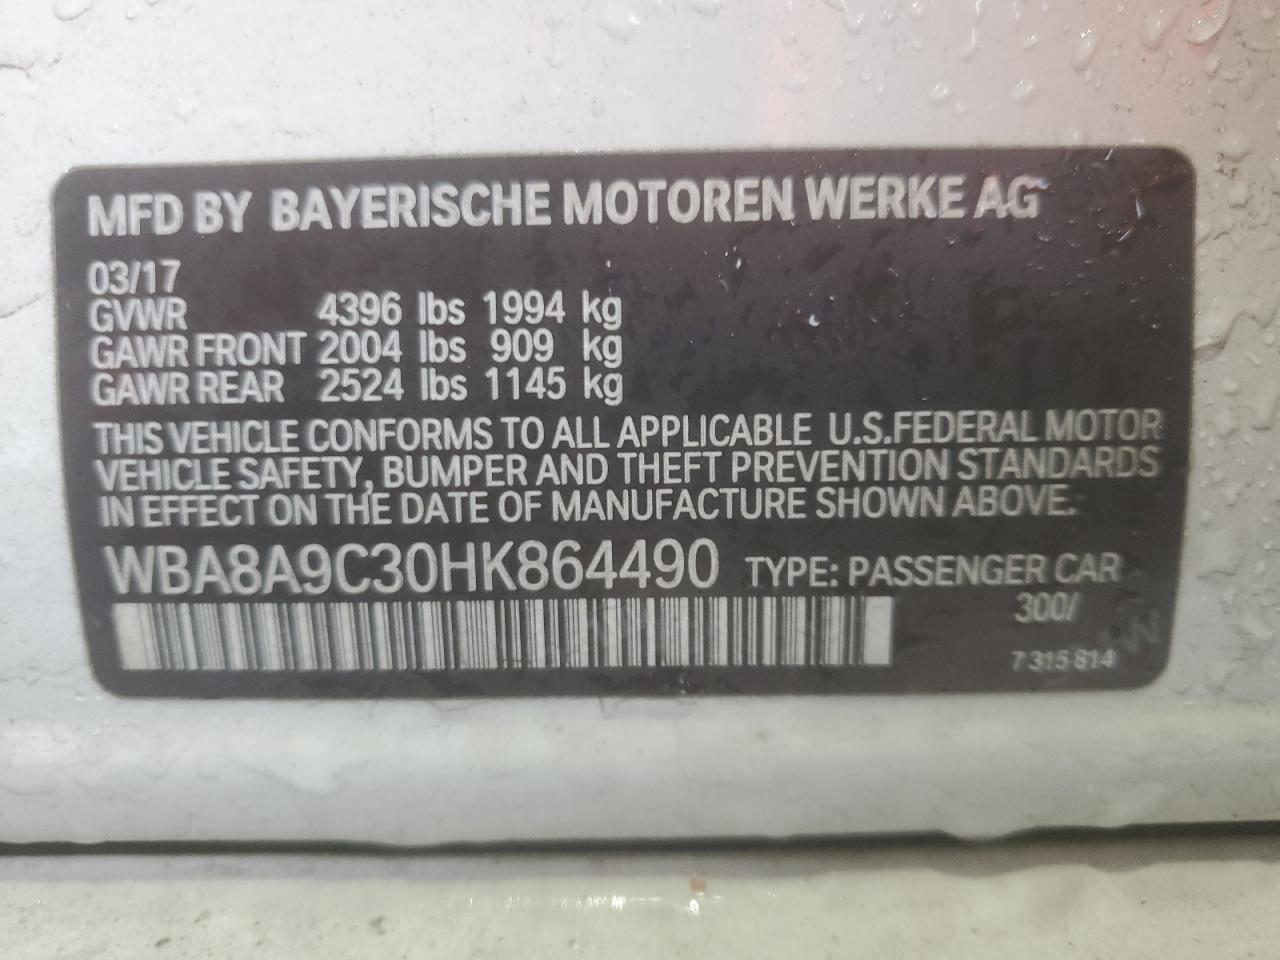 MFD BY BAYERISCHE MOTOREN WERKE AG
03/17
GVWR 4396 lbs 1994 kg
GAWR FRONT 2004 lbs 909 kg
GAWR REAR 2524 lbs 1145 kg
THIS VEHICLE CONFORMS TO ALL APPLICABLE U.S.FEDERAL MOTOR
VEHICLE SAFETY, BUMPER AND THEFT PREVENTION STANDARDS
IN EFFECT ON THE DATE OF MANUFACTURE SHOWN ABOVE.
WBA8A9C30HK864490 TYPE: PASSENGER CAR
300/
7 315 814